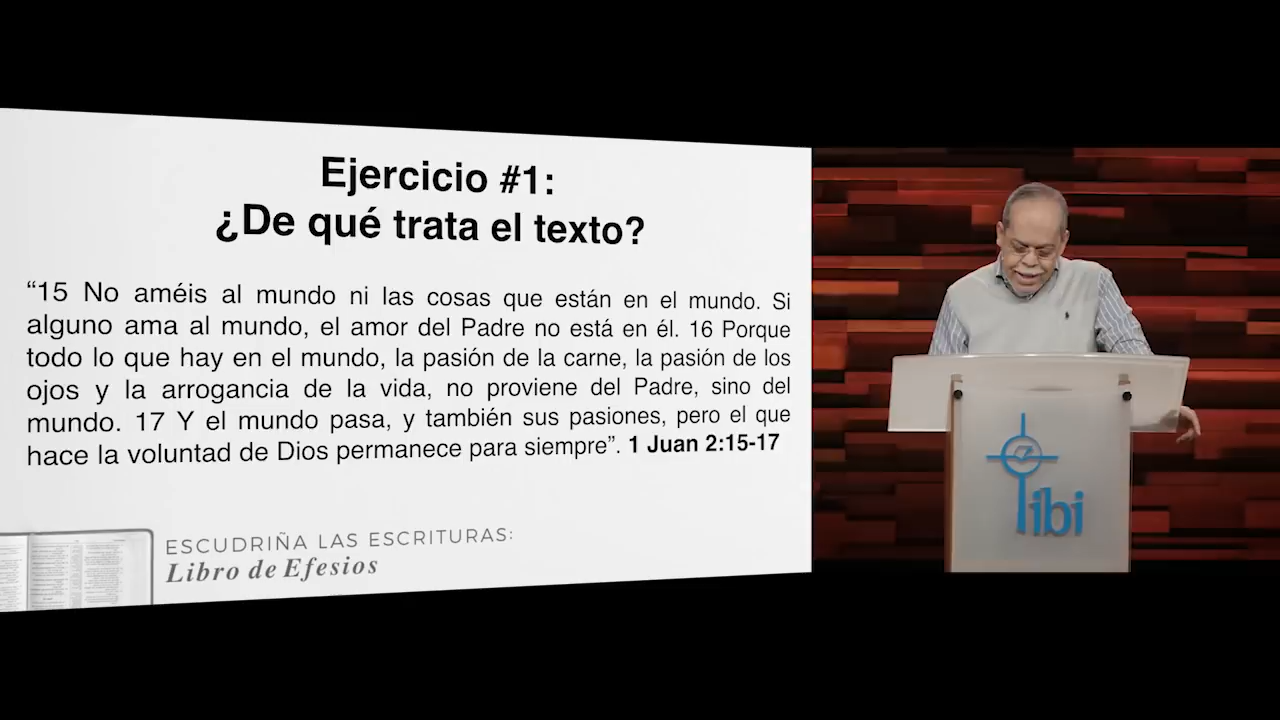 Ejercicio #1:
¿De qué trata el texto?
“15 No améis al mundo ni las cosas que están en el mundo. Si
alguno ama al mundo, el amor del Padre no está en él. 16 Porque
todo lo que hay en el mundo, la pasión de la carne, la pasión de los
ojos y la arrogancia de la vida, no proviene del Padre, sino del
mundo. 17 Y el mundo pasa, y también sus pasiones, pero el que
hace la voluntad de Dios permanece para siempre”. 1 Juan 2:15-17
ESCUDRIÑA LAS ESCRITURAS:
Libro de Efesios
ibi